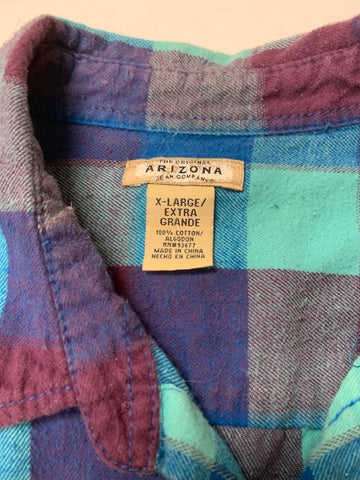 THE ORIGINAL
ARIZONA
JEAN COMPANY
X-LARGE/
EXTRA
GRANDE
100% COTTON/
ALGODON
RN#93677
MADE IN CHINA
HECHO EN CHINA